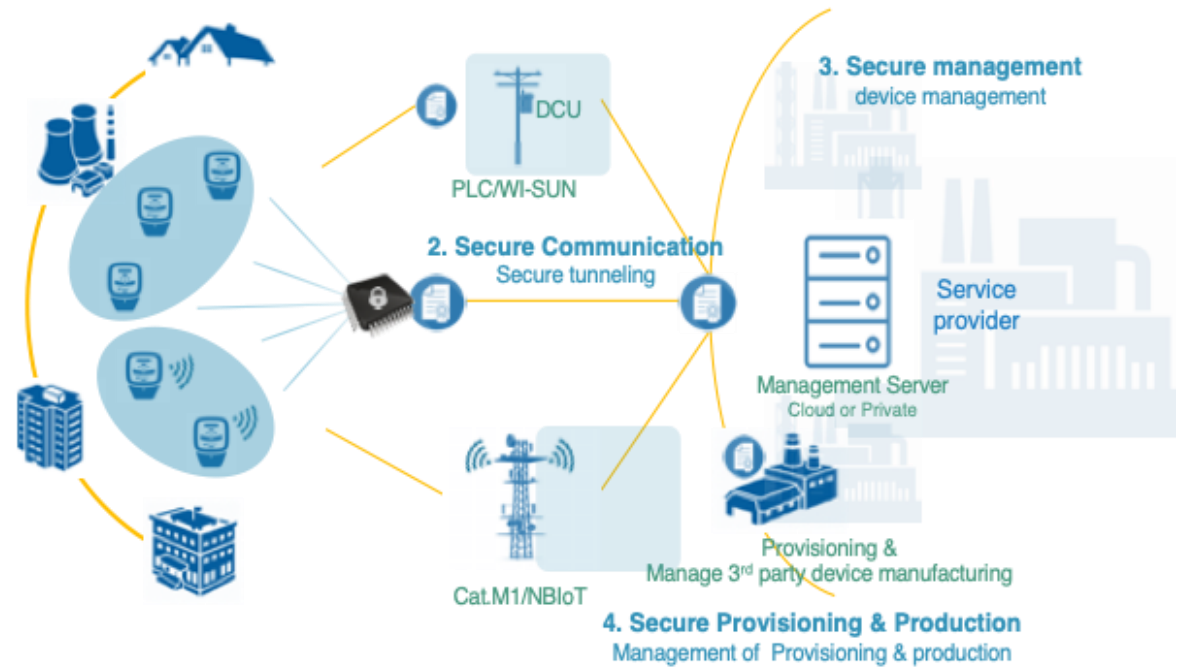 3. Secure management
device management
DCU
PLC/WI-SUN
2. Secure Communication
Secure tunneling
Service
provider
Management Server
Cloud or Private
Cat.M1/NBIoT
Provisioning &
Manage 3rd party device manufacturing
4. Secure Provisioning & Production
Management of Provisioning & production